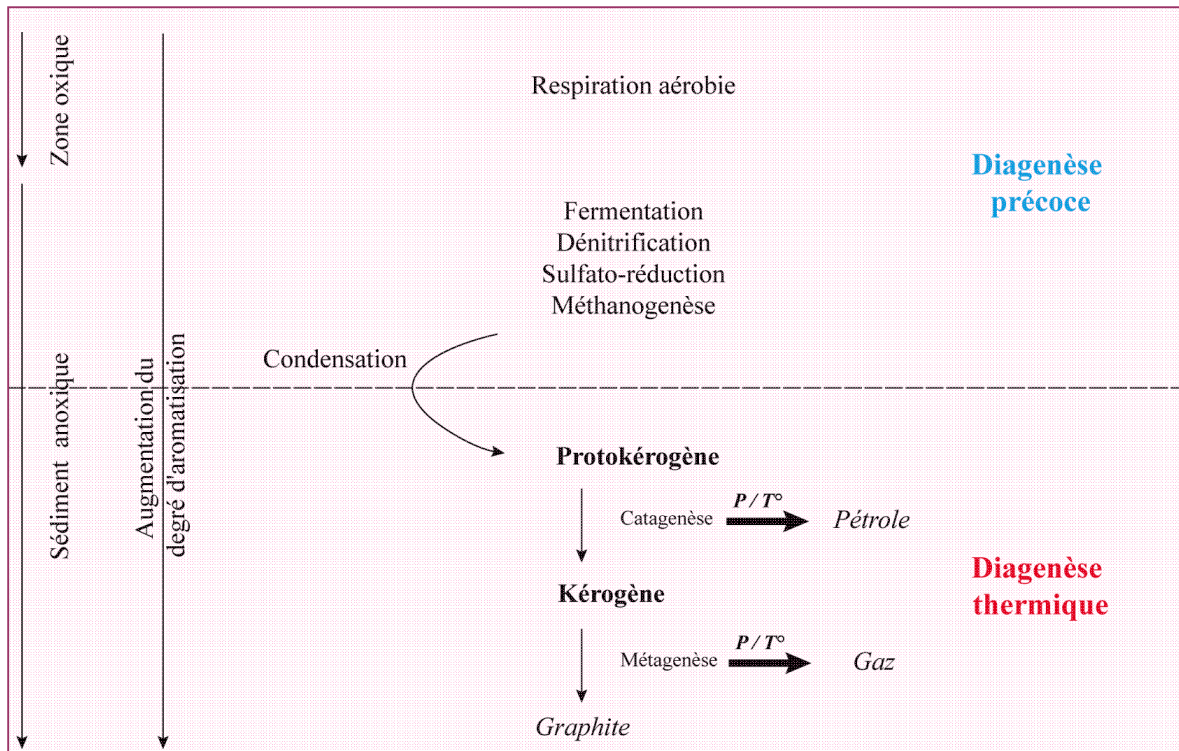 Zone oxique
Respiration aérobie
Diagenèse
précoce
Fermentation
Dénitrification
Sulfato-réduction
Méthanogenèse
Condensation
Sédiment anoxique
Augmentation du
degré d'aromatisation
Protokérogène
P / T°
Catagenèse
Pétrole
Kérogène
Diagenèse
thermique
P / T°
Métagenèse
Gaz
Graphite